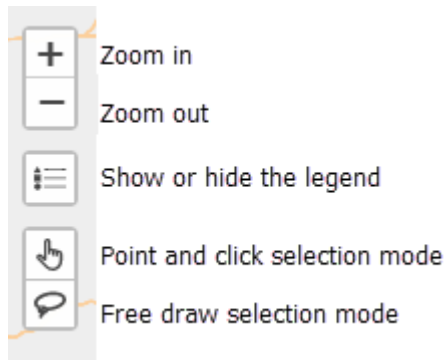 Zoom in
Zoom out
Show or hide the legend
Point and click selection mode
Free draw selection mode